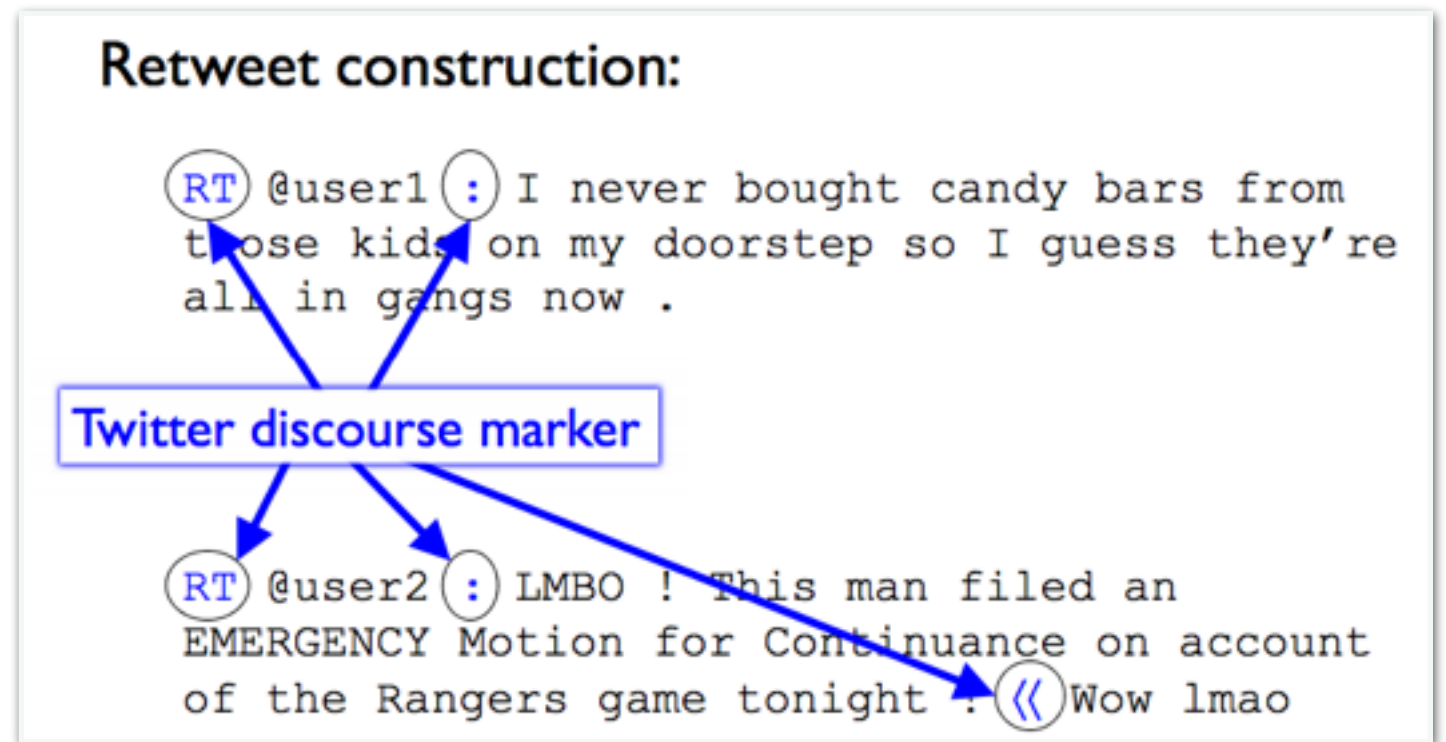 Retweet construction:
RT @user1 : I never bought candy bars from
those kids on my doorstep so I guess they're
all in gangs now .
Twitter discourse marker
RT @user2 : LMBO ! This man filed an
EMERGENCY Motion for Continuance on account
of the Rangers game tonight ! 《 Wow lmao